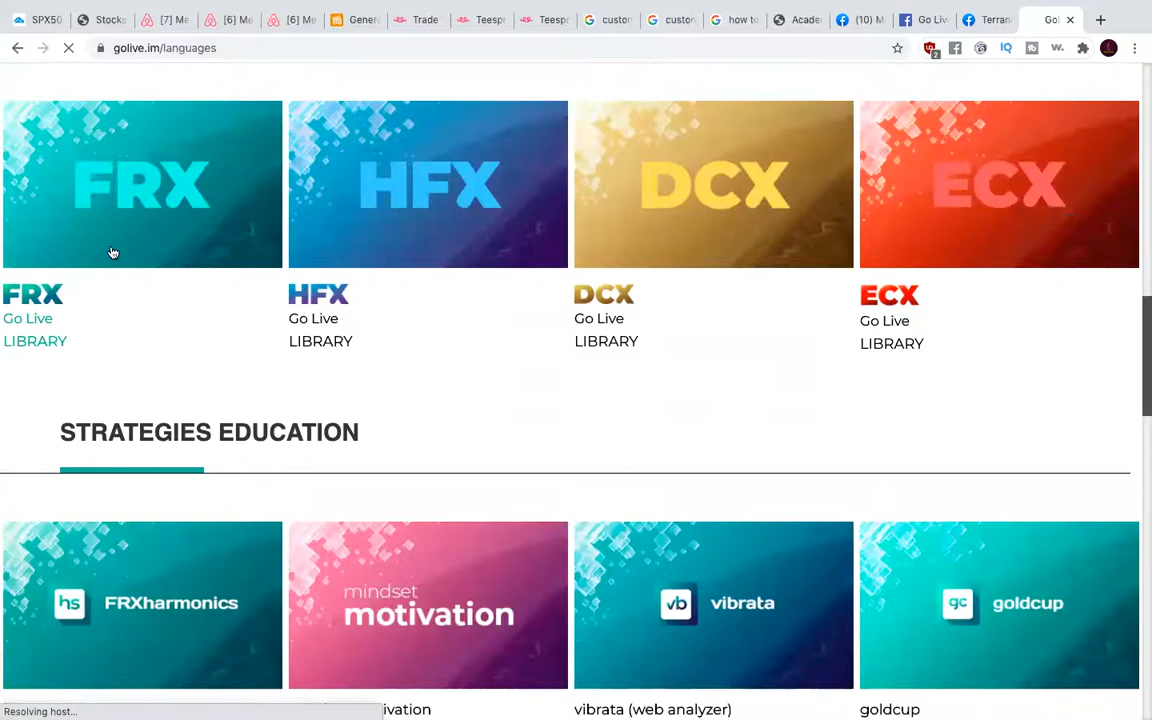 SPX50
Stocks
[7] Me
[6] Me
[6] Me
Genera
Trade
Teespr
Teespr
custon
custon
how to
Acade
(10) M
Go Liv
Terran
Gol
golive.im/languages
2
IQ
w.
FRX
HFX
DCX
ECX
FRX
HFX
DCX
ECX
Go Live
Go Live
Go Live
Go Live
LIBRARY
LIBRARY
LIBRARY
LIBRARY
STRATEGIES EDUCATION
hs FRXharmonics
mindset
motivation
vb vibrata
gc goldcup
vibrata (web analyzer)
goldcup
Resolving host...